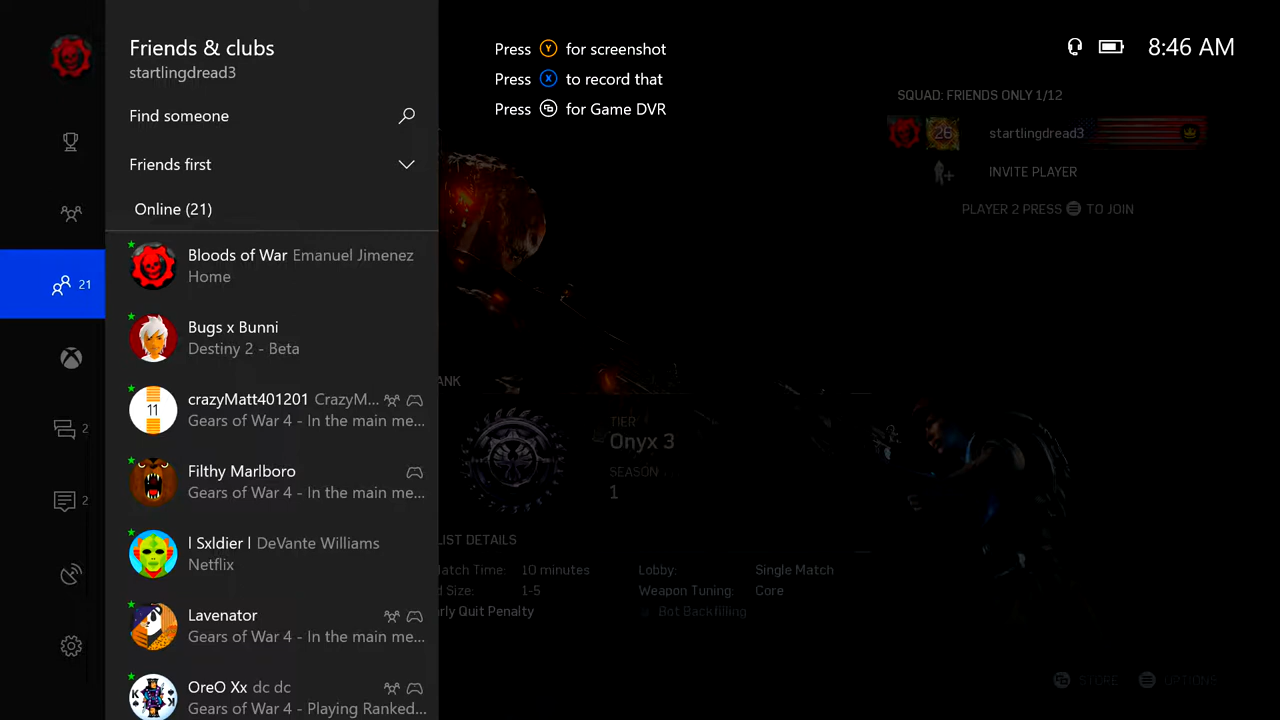 Friends & clubs
startlingdread3
Find someone
Friends first
Online (21)
Bloods of War Emanuel Jimenez
Home
Bugs x Bunni
Destiny 2 - Beta
11
crazyMatt401201 CrazyM...
Gears of War 4 - In the main me...
Filthy Marlboro
Gears of War 4 - In the main me...
l Sxldier l DeVante Williams
Netflix
Lavenator
Gears of War 4 - In the main me...
OreO Xx dc dc
Gears of War 4 - Playing Ranked...
21
2
2
Press Y for screenshot
Press X to record that
Press for Game DVR
8:46 AM
SQUAD: FRIENDS ONLY 1/12
26 startlingdread3
INVITE PLAYER
PLAYER 2 PRESS TO JOIN
ANK
TIER
Onyx 3
SEASON
1
LIST DETAILS
atch Time: 10 minutes Lobby: Single Match
d Size: 1-5 Weapon Tuning: Core
arly Quit Penalty Bot Backfilling
STORE OPTIONS